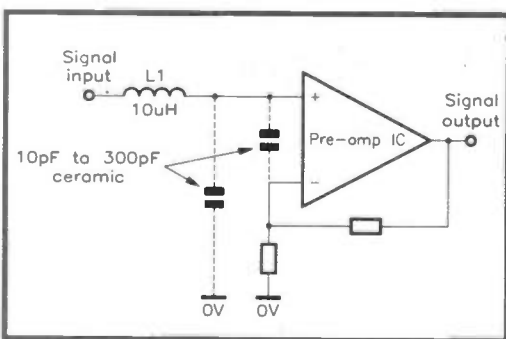 Signal
input
L1
10uH
Signal
output
+
Pre-amp IC
−
10pF to 300pF
ceramic
0V
0V